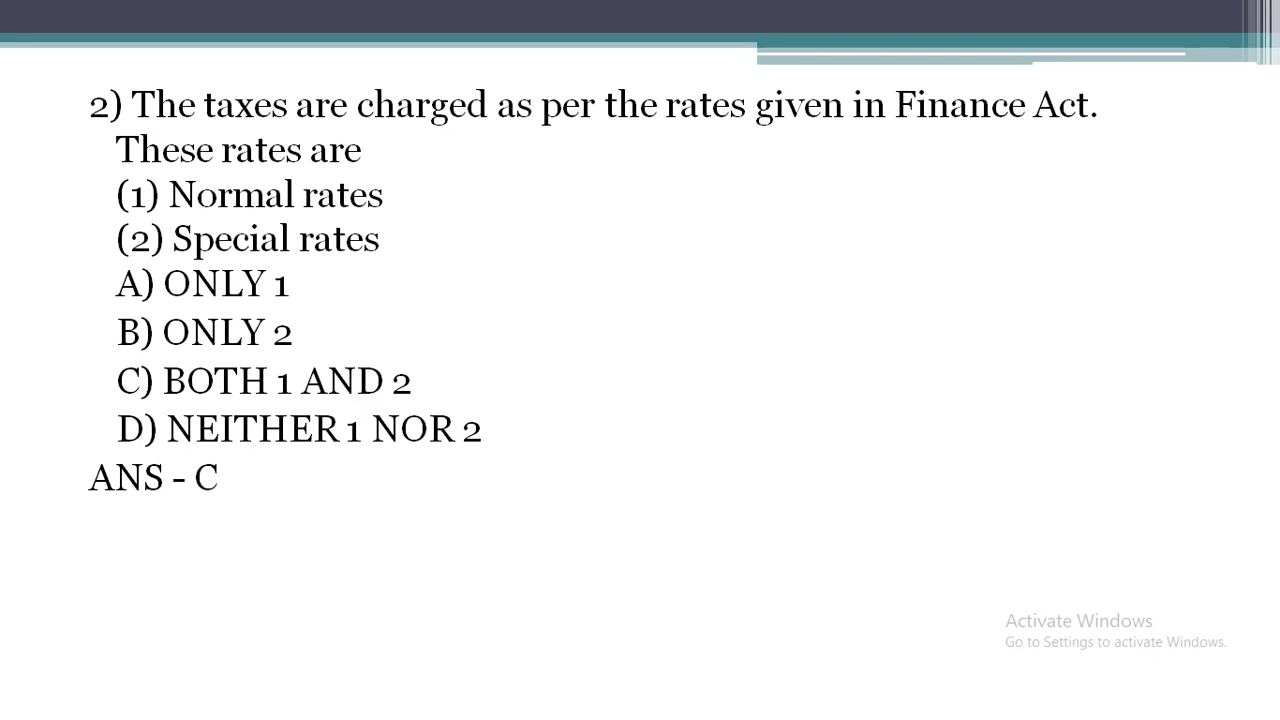 2) The taxes are charged as per the rates given in Finance Act.
These rates are
(1) Normal rates
(2) Special rates
A) ONLY 1
B) ONLY 2
C) BOTH 1 AND 2
D) NEITHER 1 NOR 2
ANS - C
Activate Windows
Go to Settings to activate Windows.